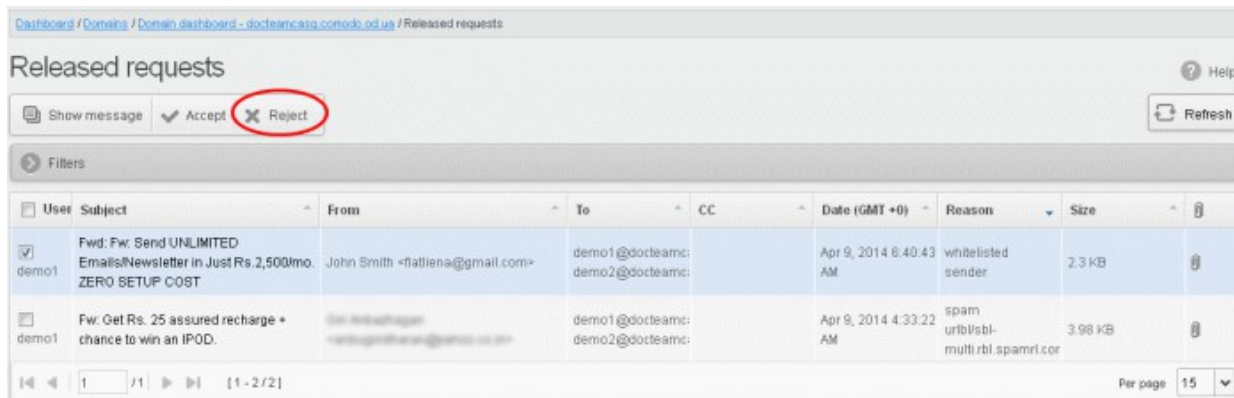 Dashboard / Domains / Domain dashboard - docteamcasg.comodo.od.ua / Released requests
Released requests
Help
Show message Accept Reject
Refresh
Filters
User Subject From To CC Date (GMT +0) Reason Size
demo1
Fwd: Fw: Send UNLIMITED
Emails/Newsletter in Just Rs.2,500/mo.
ZERO SETUP COST
John Smith <flatliena@gmail.com>
demo1@docteamc
demo2@docteamc
Apr 9, 2014 6:40:43
AM
whitelisted
sender
2.3 KB
demo1
Fw: Get Rs. 25 assured recharge +
chance to win an IPOD.
demo1@docteamc
demo2@docteamc
Apr 9, 2014 4:33:22
AM
spam
urlbl/sbl-
multi.rbl.spamrl.cor
3.98 KB
1 /1 [1 - 2 / 2]
Per page 15